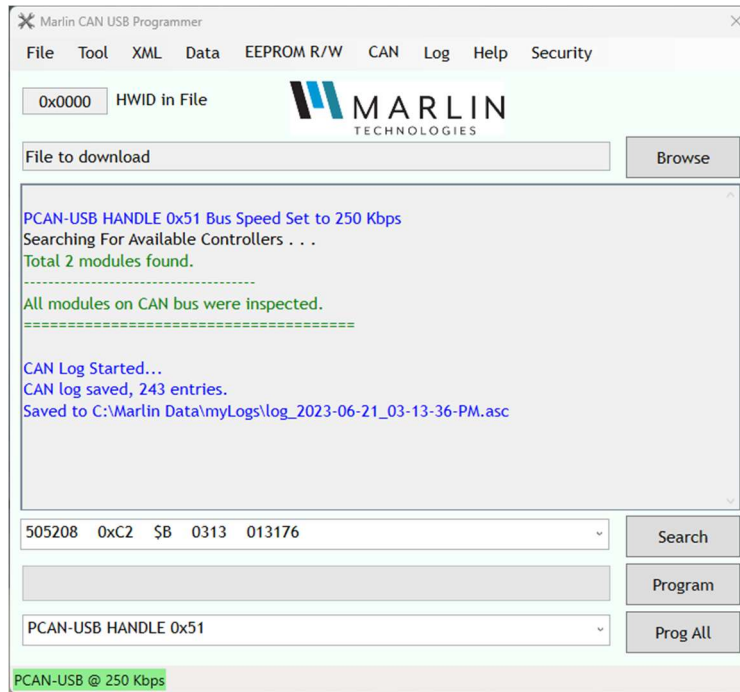 Marlin CAN USB Programmer
File Tool XML Data EEPROM R/W CAN Log Help Security
0x0000 HWID in File
MARLIN
TECHNOLOGIES
File to download
Browse
PCAN-USB HANDLE 0x51 Bus Speed Set to 250 Kbps
Searching For Available Controllers . . .
Total 2 modules found.
-------------------------------------
All modules on CAN bus were inspected.
======================================
CAN Log Started...
CAN log saved, 243 entries.
Saved to C:\Marlin Data\myLogs\log_2023-06-21_03-13-36-PM.asc
505208 0xC2 $B 0313 013176
Search
Program
PCAN-USB HANDLE 0x51
Prog All
PCAN-USB @ 250 Kbps